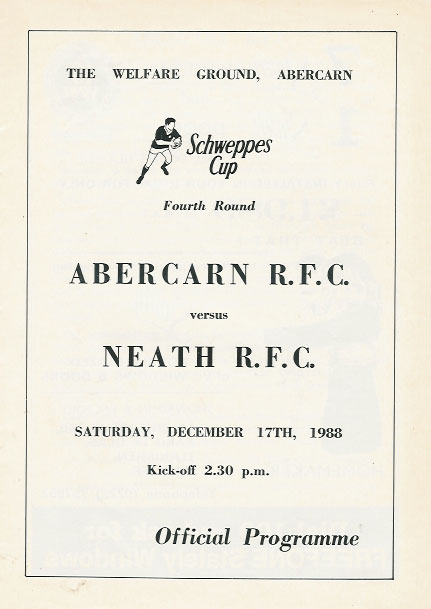 THE WELFARE GROUND, ABERCARN
Schweppes
Cup
Fourth Round
ABERCARN R.F.C.
versus
NEATH R.F.C.
SATURDAY, DECEMBER 17TH, 1988
Kick-off 2.30 p.m.
Official Programme